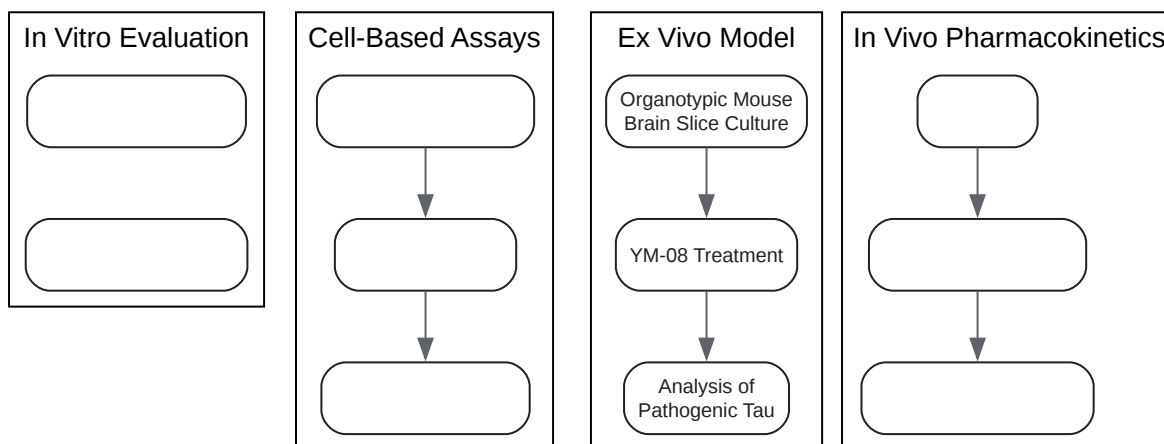 In Vitro Evaluation
Cell-Based Assays
Ex Vivo Model
Organotypic Mouse
Brain Slice Culture
YM-08 Treatment
Analysis of
Pathogenic Tau
In Vivo Pharmacokinetics